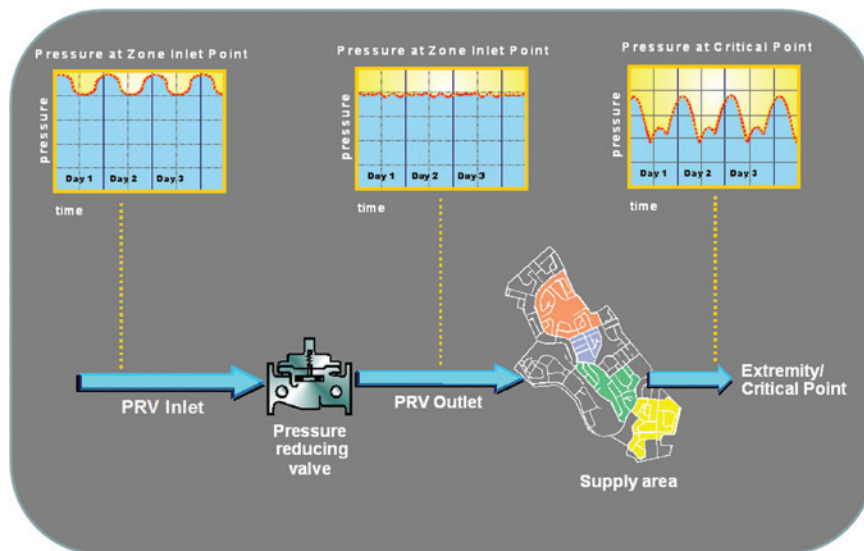 Pressure at Zone Inlet Point
pressure
Day 1 Day 2 Day 3
time
Pressure at Zone Inlet Point
pressure
Day 1 Day 2 Day 3
time
Pressure at Critical Point
pressure
Day 1 Day 2 Day 3
time
PRV Inlet
Pressure
reducing
valve
PRV Outlet
Supply area
Extremity/
Critical Point